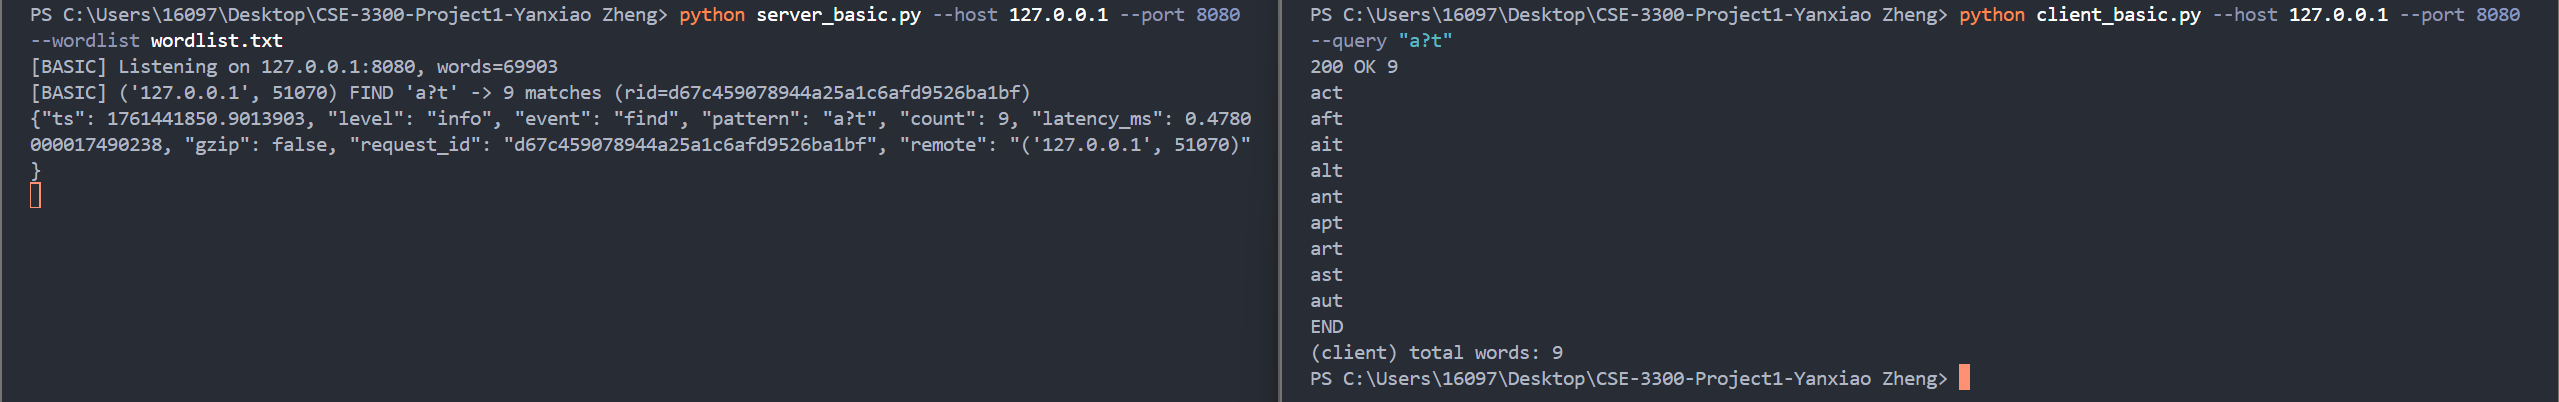 PS C:\Users\16097\Desktop\CSE-3300-Project1-Yanxiao Zheng> python server_basic.py --host 127.0.0.1 --port 8080
--wordlist wordlist.txt
[BASIC] Listening on 127.0.0.1:8080, words=69903
[BASIC] ('127.0.0.1', 51070) FIND 'a?t' -> 9 matches (rid=d67c459078944a25a1c6afd9526ba1bf)
{"ts": 1761441850.9013903, "level": "info", "event": "find", "pattern": "a?t", "count": 9, "latency_ms": 0.4780
000017490238, "gzip": false, "request_id": "d67c459078944a25a1c6afd9526ba1bf", "remote": "('127.0.0.1', 51070)"
}
PS C:\Users\16097\Desktop\CSE-3300-Project1-Yanxiao Zheng> python client_basic.py --host 127.0.0.1 --port 8080
--query "a?t"
200 OK 9
act
aft
ait
alt
ant
apt
art
ast
aut
END
(client) total words: 9
PS C:\Users\16097\Desktop\CSE-3300-Project1-Yanxiao Zheng>